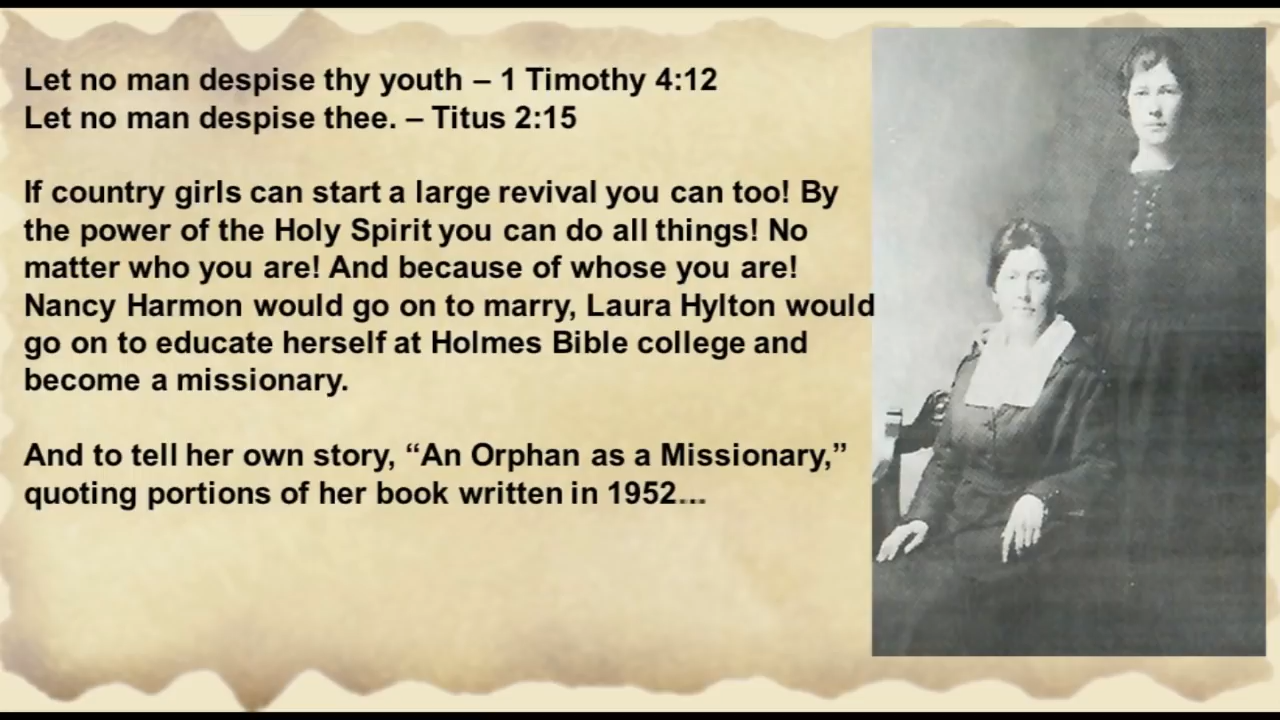 Let no man despise thy youth – 1 Timothy 4:12
Let no man despise thee. – Titus 2:15
If country girls can start a large revival you can too! By
the power of the Holy Spirit you can do all things! No
matter who you are! And because of whose you are!
Nancy Harmon would go on to marry, Laura Hylton would
go on to educate herself at Holmes Bible college and
become a missionary.
And to tell her own story, “An Orphan as a Missionary,”
quoting portions of her book written in 1952...